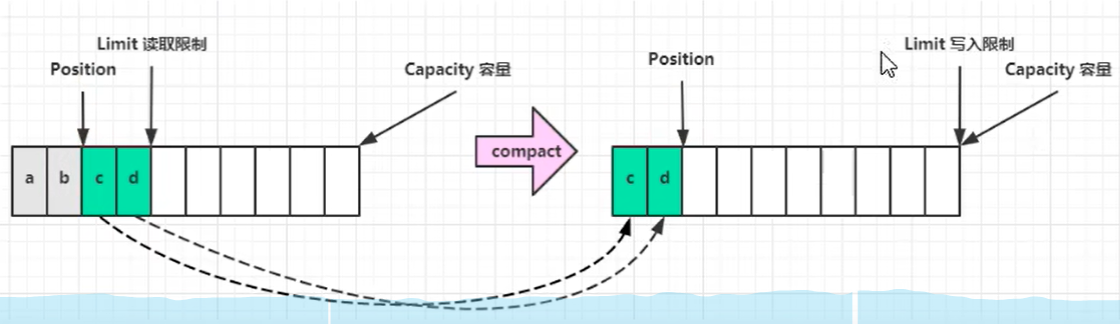 Limit 读取限制
Position
Capacity 容量
a b c d
compact
Position
Limit 写入限制
Capacity 容量
c d